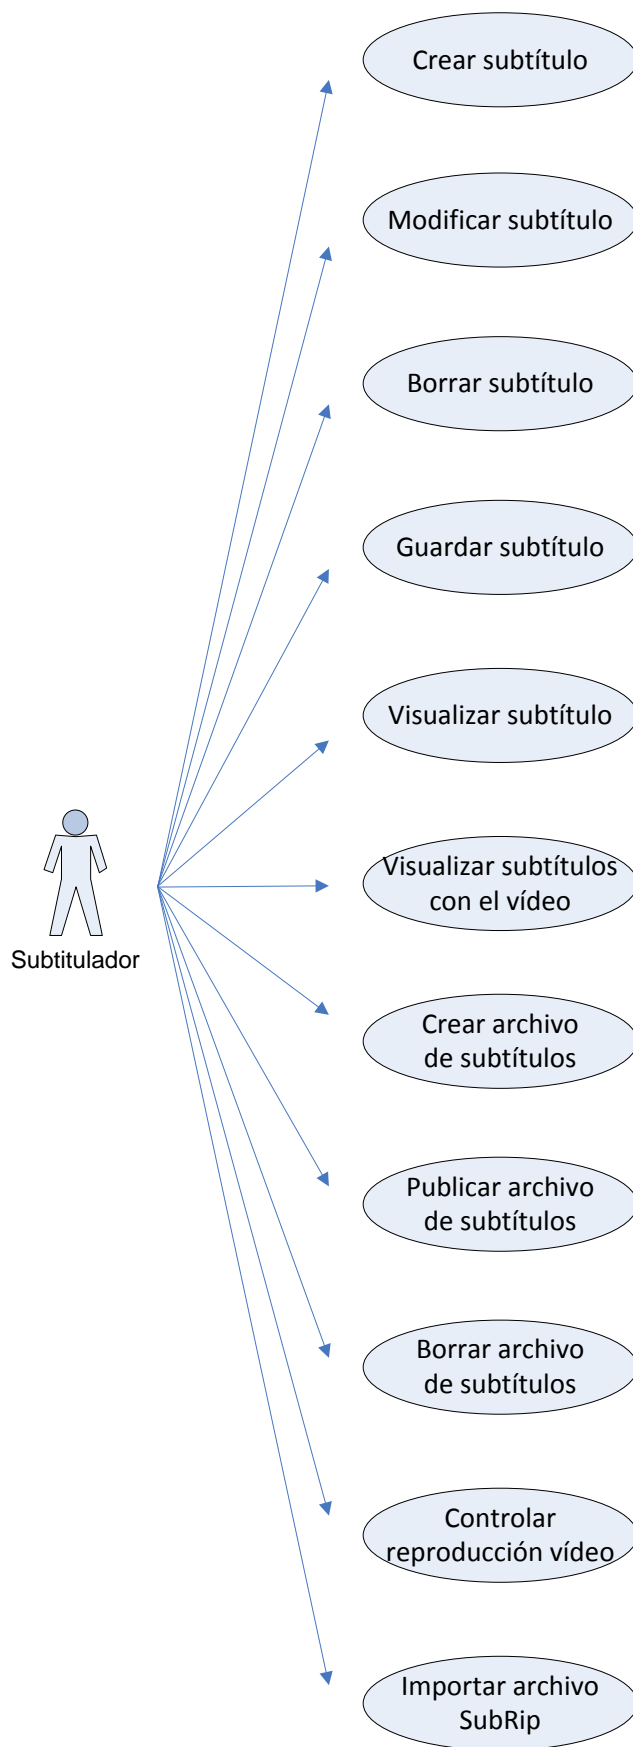 Crear subtítulo
Modificar subtítulo
Borrar subtítulo
Guardar subtítulo
Visualizar subtítulo
Visualizar subtítulos
con el vídeo
Subtitulador
Crear archivo
de subtítulos
Publicar archivo
de subtítulos
Borrar archivo
de subtítulos
Controlar
reproducción vídeo
Importar archivo
SubRip